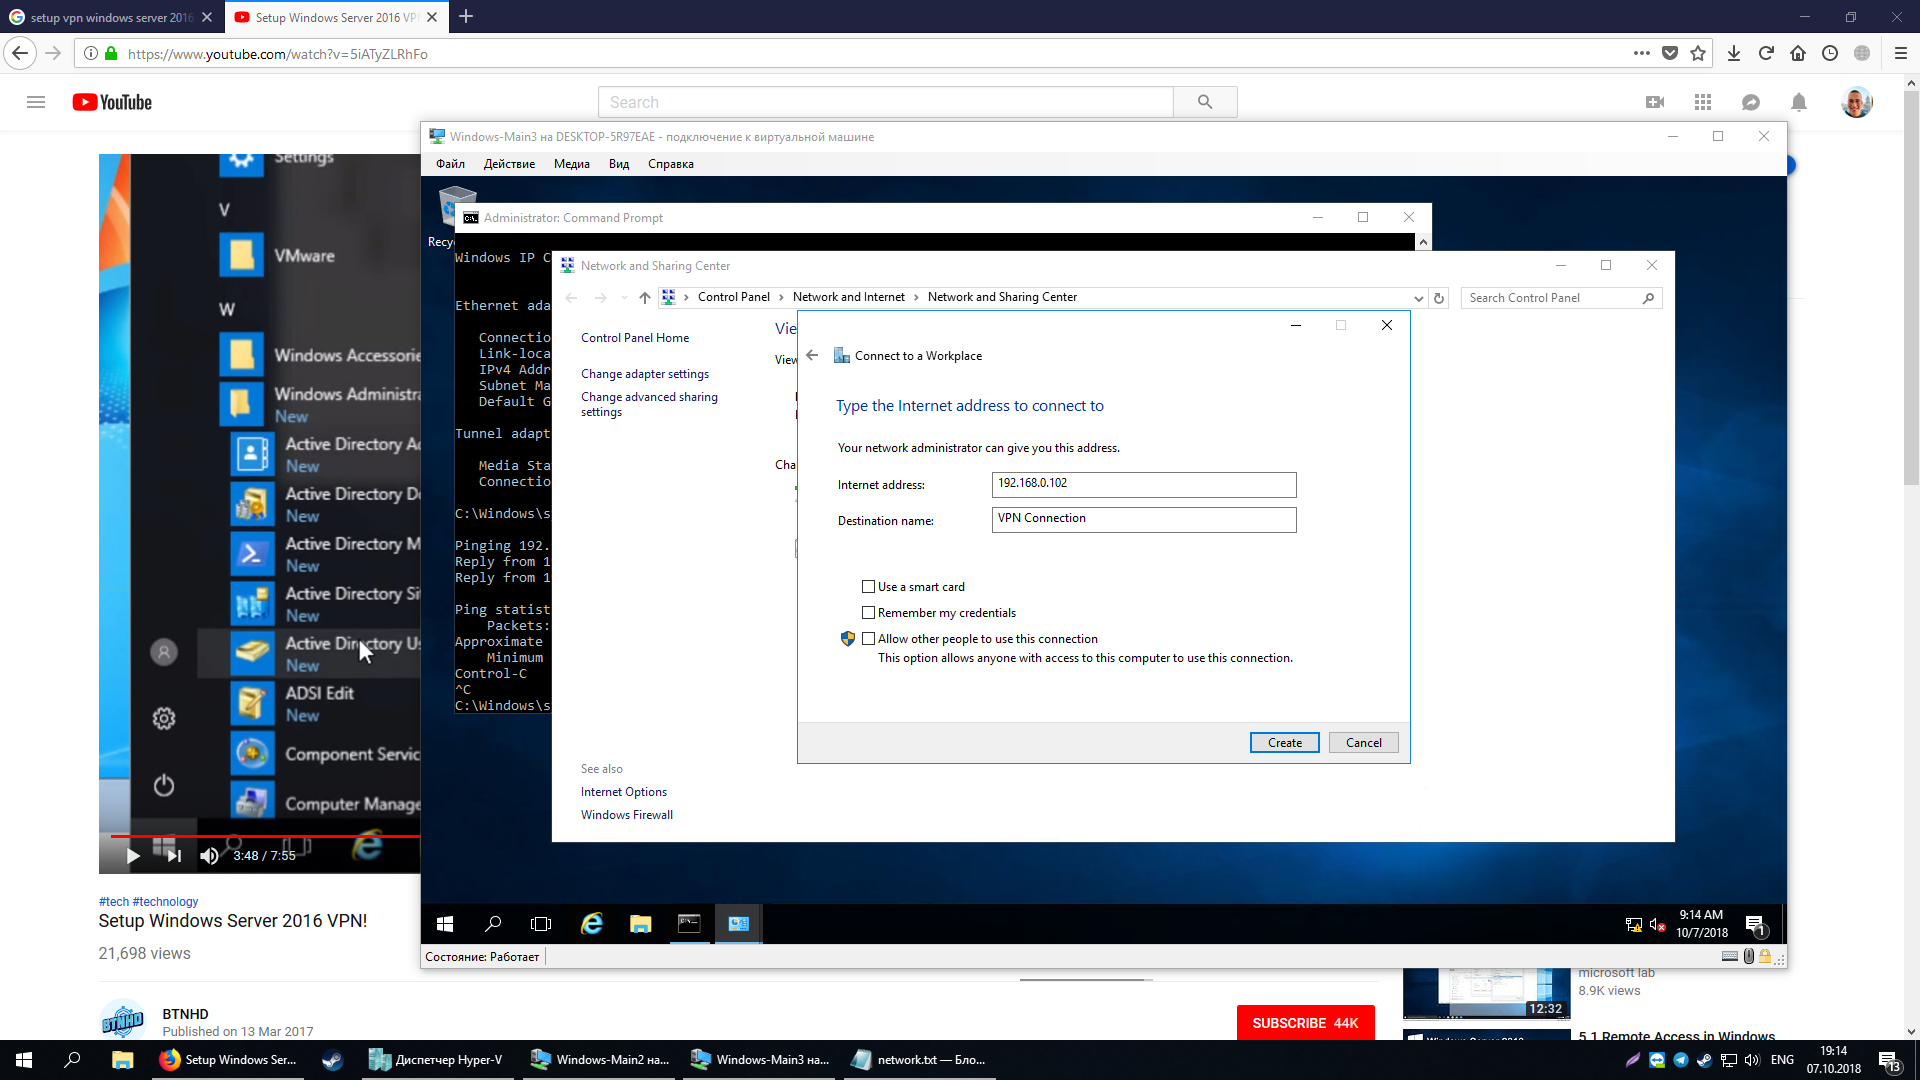 setup vpn windows server 2016
Setup Windows Server 2016 VPN
https://www.youtube.com/watch?v=5iATyZLRhFo
YouTube
Search
Settings
V
VMware
W
Windows Accessorie
Windows Administra
New
Active Directory Ad
New
Active Directory Do
New
Active Directory M
New
Active Directory Sit
New
Active Directory Us
New
ADSI Edit
New
Component Servic
Computer Manage
3:48 / 7:55
#tech #technology
Setup Windows Server 2016 VPN!
21,698 views
BTNHD
BTNHD
Published on 13 Mar 2017
SUBSCRIBE 44K
Windows-Main3 на DESKTOP-5R97EAE - подключение к виртуальной машине
Файл Действие Медиа Вид Справка
Recy
Administrator: Command Prompt
Windows IP C
Ethernet ada
Connectio
Link-loca
IPv4 Addr
Subnet Ma
Default G
Tunnel adapt
Media Sta
Connectio
C:\Windows\s
Pinging 192.
Reply from 1
Reply from 1
Ping statist
Packets:
Approximate
Minimum
Control-C
^C
C:\Windows\s
Network and Sharing Center
Control Panel > Network and Internet > Network and Sharing Center
Search Control Panel
Control Panel Home
Change adapter settings
Change advanced sharing
settings
Vie
View
Cha
See also
Internet Options
Windows Firewall
Connect to a Workplace
Type the Internet address to connect to
Your network administrator can give you this address.
Internet address: 192.168.0.102
Destination name: VPN Connection
Use a smart card
Remember my credentials
Allow other people to use this connection
This option allows anyone with access to this computer to use this connection.
Create Cancel
9:14 AM
10/7/2018
1
Состояние: Работает
microsoft lab
8.9K views
12:32
5.1 Remote Access in Windows
Setup Windows Ser...
Диспетчер Hyper-V
Windows-Main2 на...
Windows-Main3 на...
network.txt — Бло...
ENG
19:14
07.10.2018
13